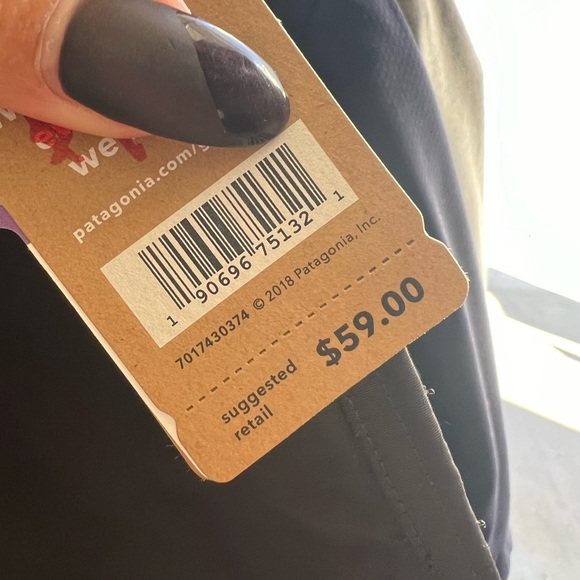 we
patagonia.com/
1 90696 75132 1
7017430374 © 2018 Patagonia, Inc.
suggested
retail
$59.00